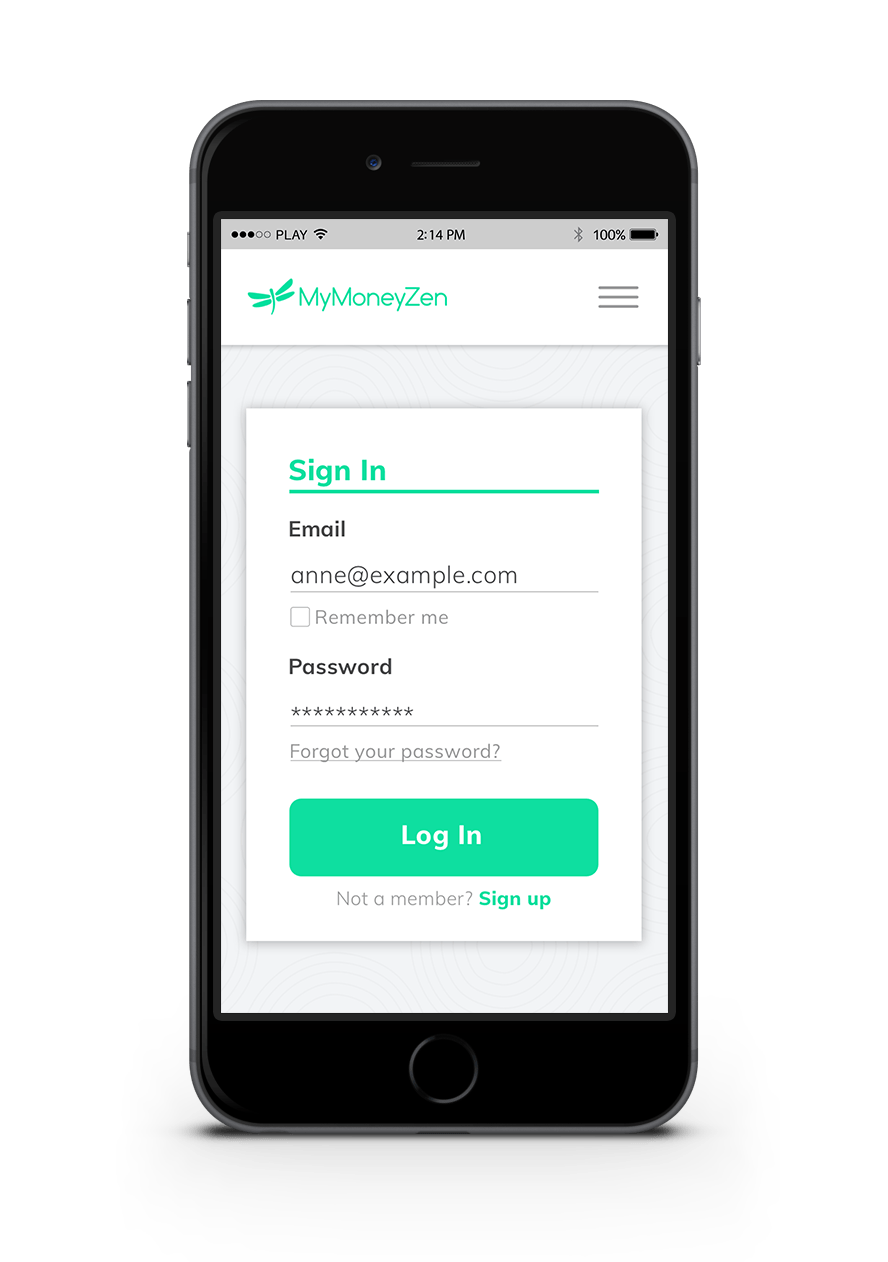 PLAY 2:14 PM 100%
MyMoneyZen
Sign In
Email
anne@example.com
Remember me
Password
***********
Forgot your password?
Log In
Not a member? Sign up